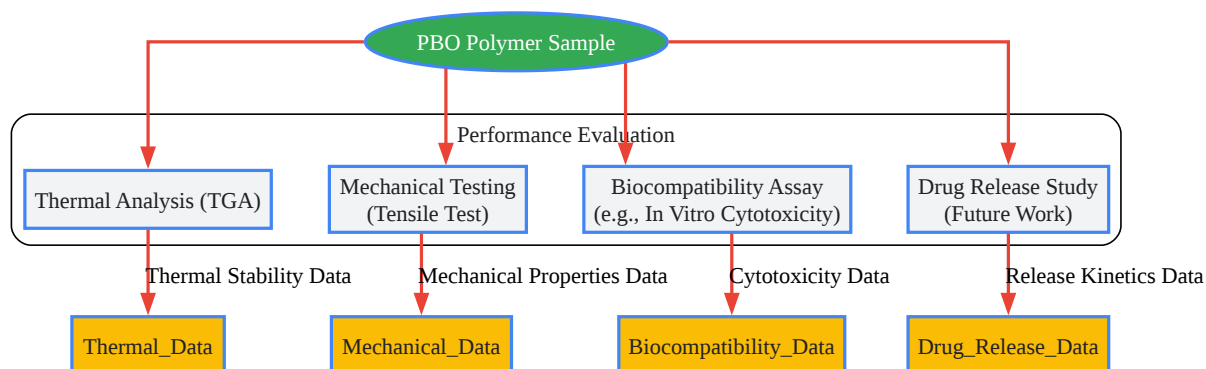 PBO Polymer Sample
Performance Evaluation
Thermal Analysis (TGA)
Mechanical Testing
(Tensile Test)
Biocompatibility Assay
(e.g., In Vitro Cytotoxicity)
Drug Release Study
(Future Work)
Thermal Stability Data
Mechanical Properties Data
Cytotoxicity Data
Release Kinetics Data
Thermal_Data
Mechanical_Data
Biocompatibility_Data
Drug_Release_Data